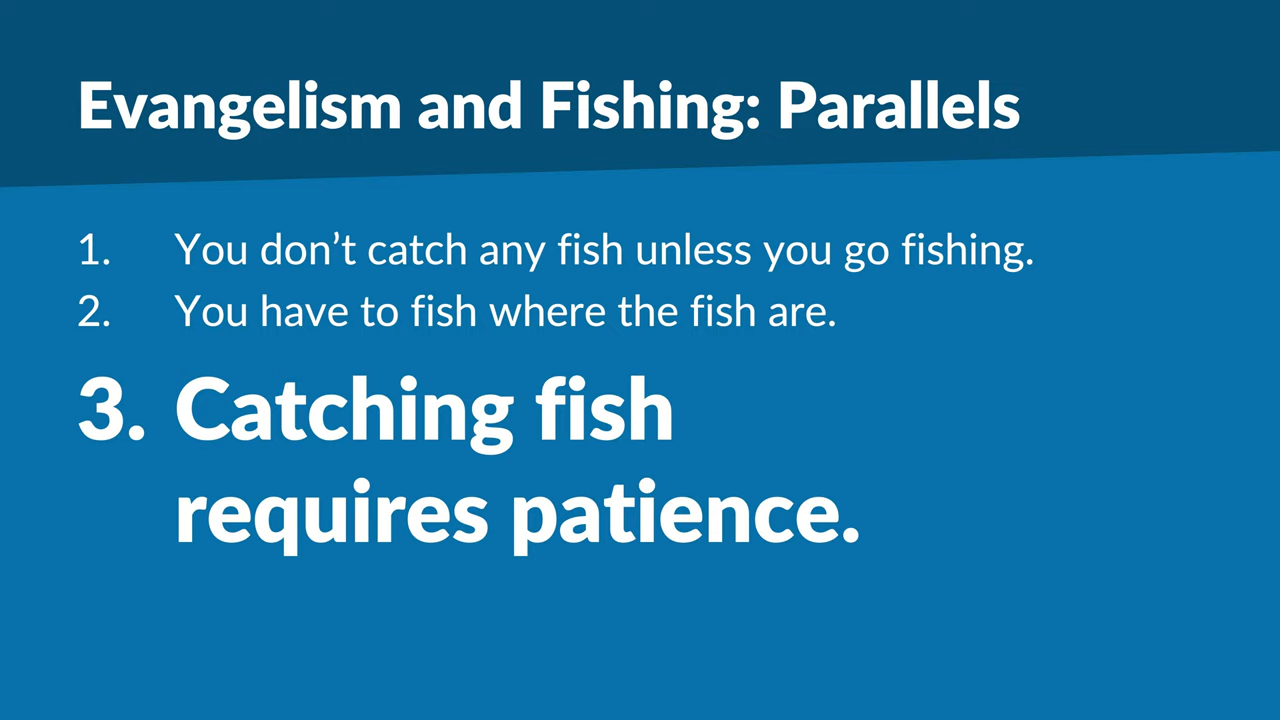 Evangelism and Fishing: Parallels
1. You don’t catch any fish unless you go fishing.
2. You have to fish where the fish are.
3. Catching fish
requires patience.